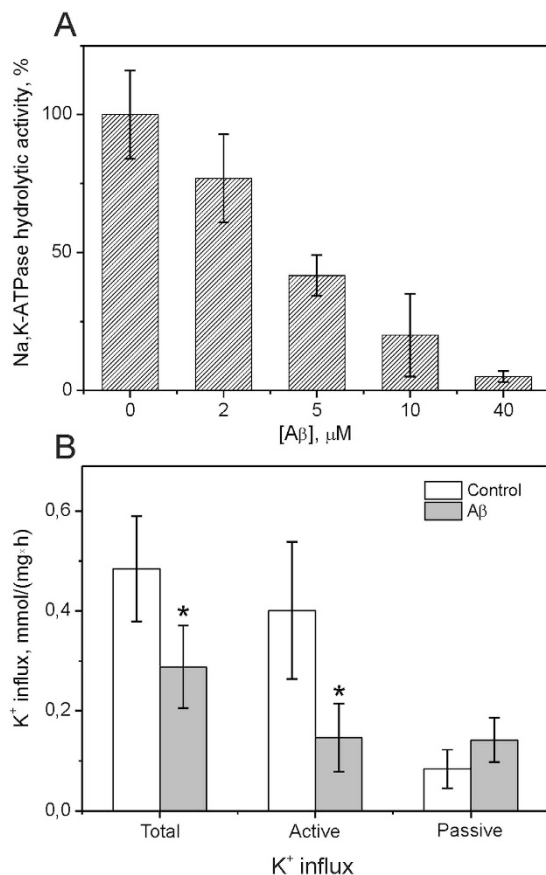 A
Na,K-ATPase hydrolytic activity, %
100
50
0
0 2 5 10 40
[Aβ], μM
B
Control
Aβ
K⁺ influx, mmol/(mg×h)
0,6
0,4
0,2
0,0
*
*
Total Active Passive
K⁺ influx